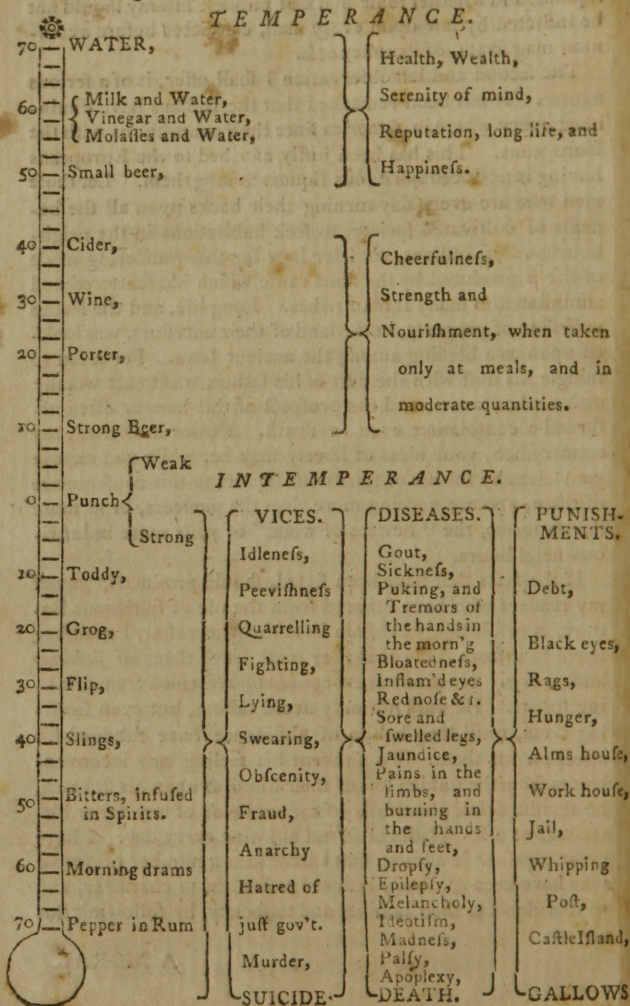 TEMPERANCE.
70 WATER,
60 Milk and Water,
Vinegar and Water,
Molaſſes and Water,
50 Small beer,
Health, Wealth,
Serenity of mind,
Reputation, long life, and
Happineſs.
40 Cider,
30 Wine,
20 Porter,
10 Strong Beer,
Cheerfulneſs,
Strength and
Nouriſhment, when taken
only at meals, and in
moderate quantities.
INTEMPERANCE.
Weak
0 Punch
Strong
10 Toddy,
20 Grog,
30 Flip,
40 Slings,
50 Bitters, infuſed
in Spirits.
60 Morning drams
70 Pepper in Rum
VICES.
Idleneſs,
Peeviſhneſs
Quarrelling
Fighting,
Lying,
Swearing,
Obſcenity,
Fraud,
Anarchy
Hatred of
juſt gov't.
Murder,
SUICIDE.
DISEASES.
Gout,
Sickneſs,
Puking, and
Tremors of
the hands in
the morn'g
Bloatedneſs,
Inflam'd eyes
Red noſe &
Sore and
ſwelled legs,
Jaundice,
Pains in the
limbs, and
burning in
the hands
and feet,
Dropſy,
Epilepſy,
Melancholy,
Ideotiſm,
Madneſs,
Palſy,
Apoplexy,
DEATH.
PUNISH-
MENTS.
Debt,
Black eyes,
Rags,
Hunger,
Alms houſe,
Work houſe,
Jail,
Whipping
Poſt,
Caſtle Iſland,
GALLOWS